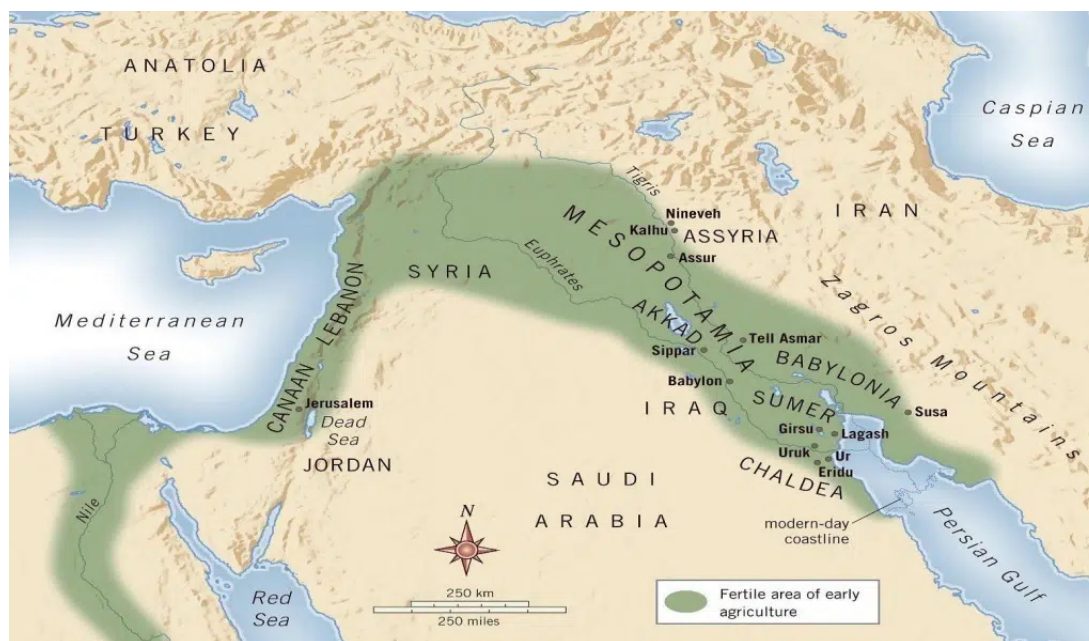 ANATOLIA
TURKEY
Caspian
Sea
Tigris
Nineveh
Kalhu
ASSYRIA
IRAN
Assur
MESOPOTAMIA
SYRIA
Euphrates
Zagros Mountains
LEBANON
Mediterranean
Sea
AKKAD
Tell Asmar
Sippar
BABYLONIA
Babylon
CANAAN
Jerusalem
Dead
Sea
IRAQ
SUMER
Susa
Girsu
Lagash
Uruk
Ur
Eridu
JORDAN
CHALDEA
SAUDI
ARABIA
Nile
modern-day
coastline
Persian Gulf
N
250 km
250 miles
Red
Sea
Fertile area of early
agriculture